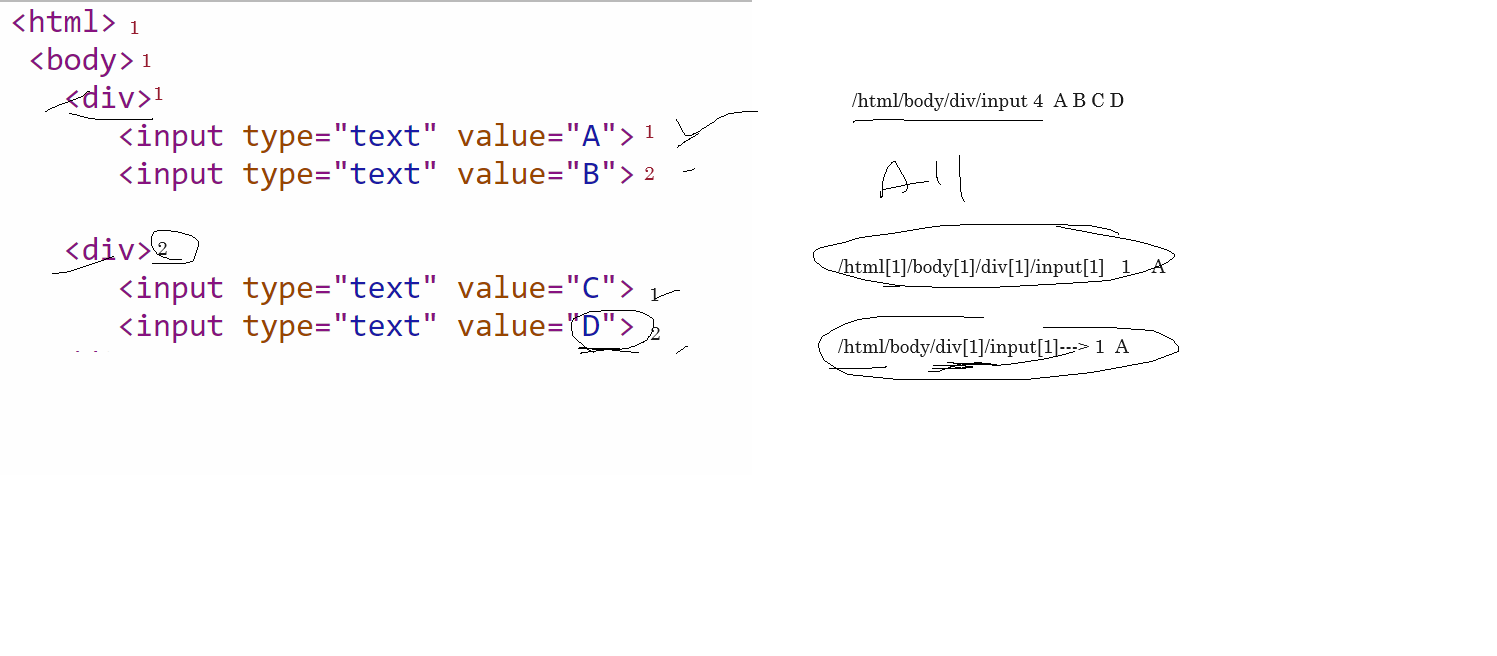 <html> 1
<body> 1
<div> 1
<input type="text" value="A"> 1
<input type="text" value="B"> 2
<div> 2
<input type="text" value="C"> 1
<input type="text" value="D"> 2
/html/body/div/input 4 A B C D
All
/html[1]/body[1]/div[1]/input[1] 1 A
/html/body/div[1]/input[1]---> 1 A